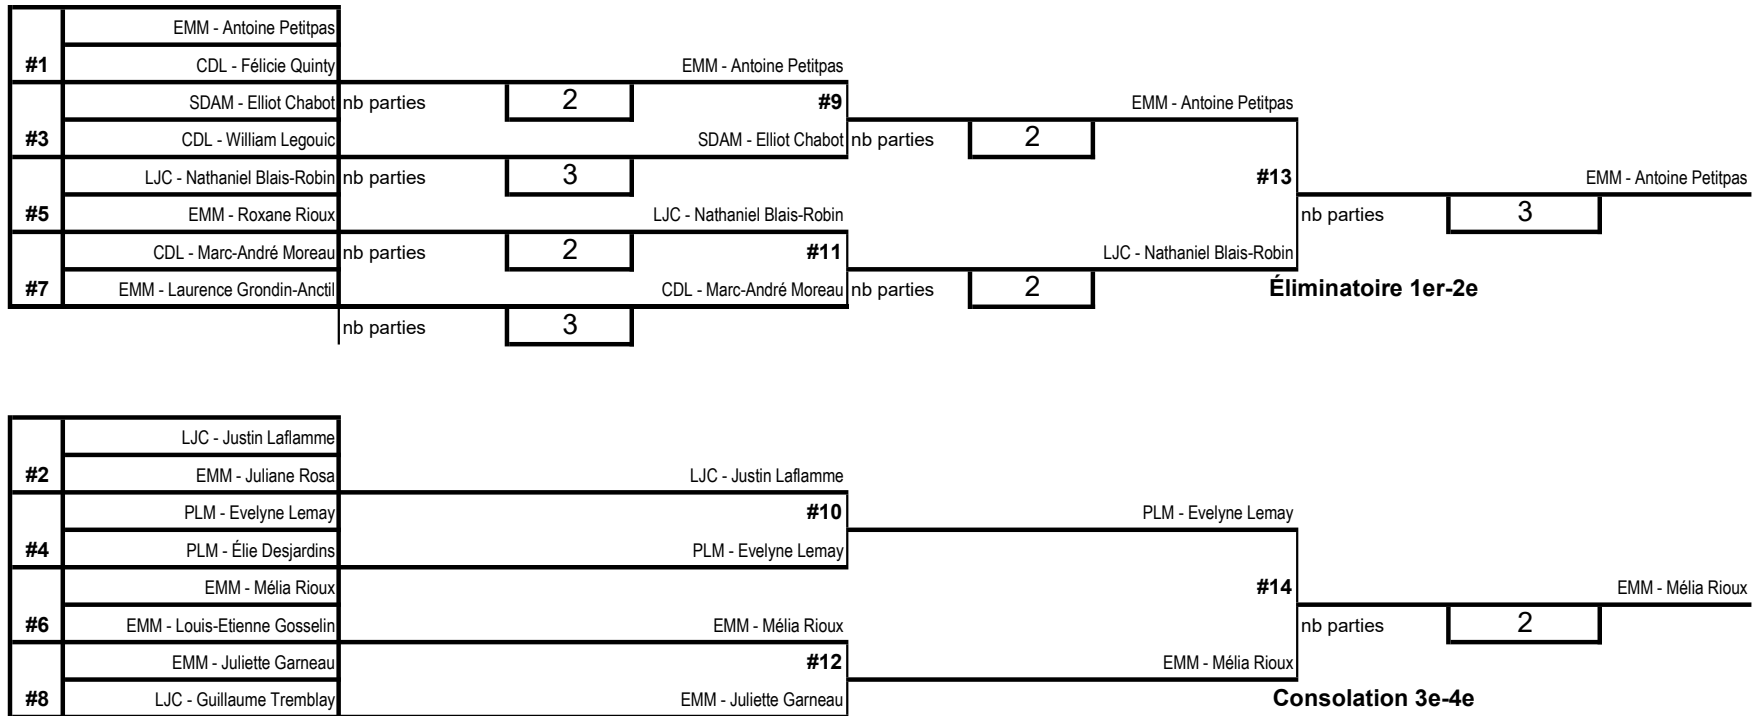 EMM - Antoine Petitpas
#1 CDL - Félicie Quinty EMM - Antoine Petitpas
SDAM - Elliot Chabot nb parties 2 #9 EMM - Antoine Petitpas
#3 CDL - William Legouic SDAM - Elliot Chabot nb parties 2
LJC - Nathaniel Blais-Robin nb parties 3 #13 EMM - Antoine Petitpas
#5 EMM - Roxane Rioux LJC - Nathaniel Blais-Robin nb parties 3
CDL - Marc-André Moreau nb parties 2 #11 LJC - Nathaniel Blais-Robin
#7 EMM - Laurence Grondin-Anctil CDL - Marc-André Moreau nb parties 2 Éliminatoire 1er-2e
nb parties 3
LJC - Justin Laflamme
#2 EMM - Juliane Rosa LJC - Justin Laflamme
PLM - Evelyne Lemay #10 PLM - Evelyne Lemay
#4 PLM - Élie Desjardins PLM - Evelyne Lemay
EMM - Mélia Rioux #14 EMM - Mélia Rioux
#6 EMM - Louis-Etienne Gosselin EMM - Mélia Rioux nb parties 2
EMM - Juliette Garneau #12 EMM - Mélia Rioux
#8 LJC - Guillaume Tremblay EMM - Juliette Garneau Consolation 3e-4e